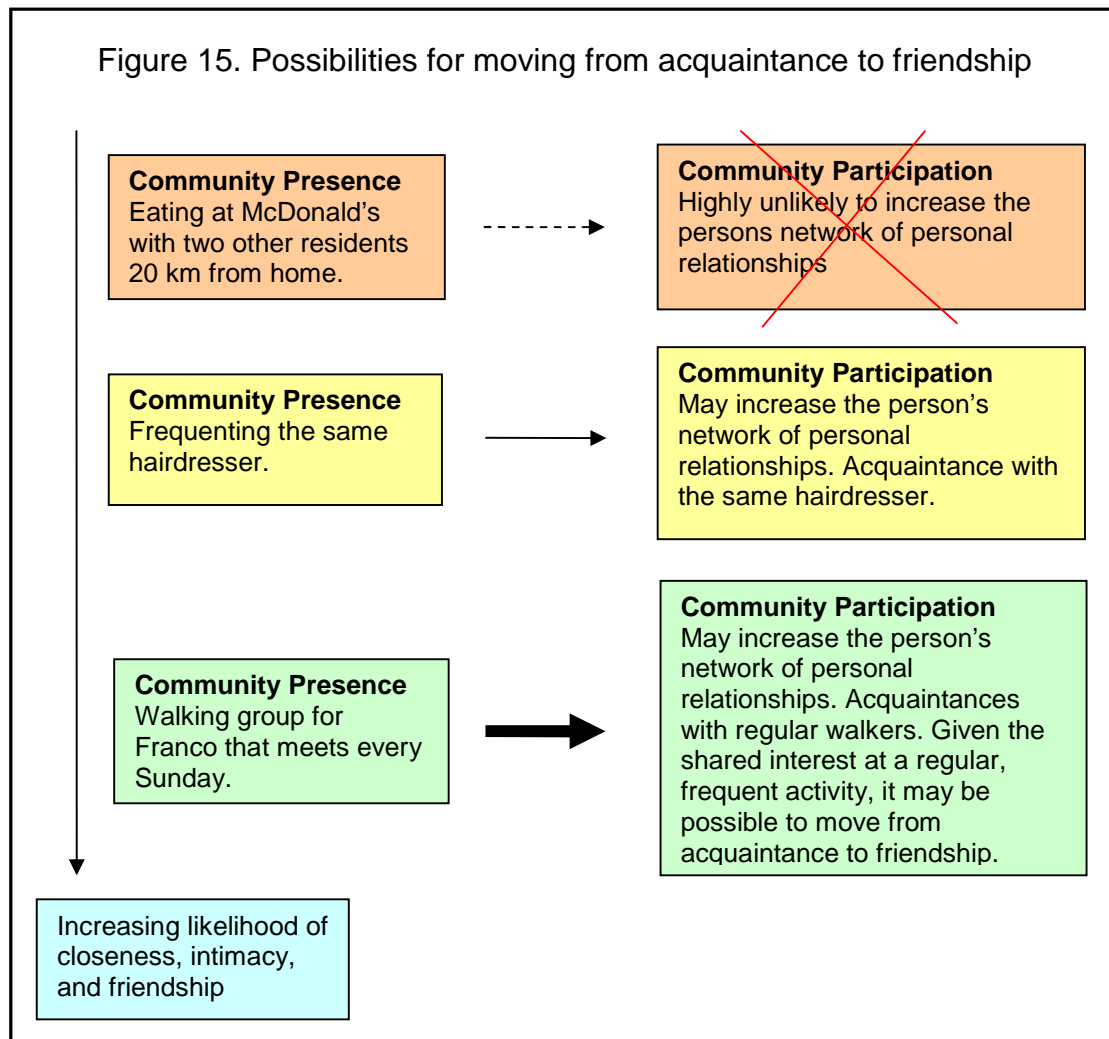 Figure 15. Possibilities for moving from acquaintance to friendship
Community Presence
Eating at McDonald's
with two other residents
20 km from home.
Community Participation
Highly unlikely to increase the
persons network of personal
relationships
Community Presence
Frequenting the same
hairdresser.
Community Participation
May increase the person's
network of personal
relationships. Acquaintance with
the same hairdresser.
Community Presence
Walking group for
Franco that meets every
Sunday.
Community Participation
May increase the person's
network of personal
relationships. Acquaintances
with regular walkers. Given the
shared interest at a regular,
frequent activity, it may be
possible to move from
acquaintance to friendship.
Increasing likelihood of
closeness, intimacy,
and friendship